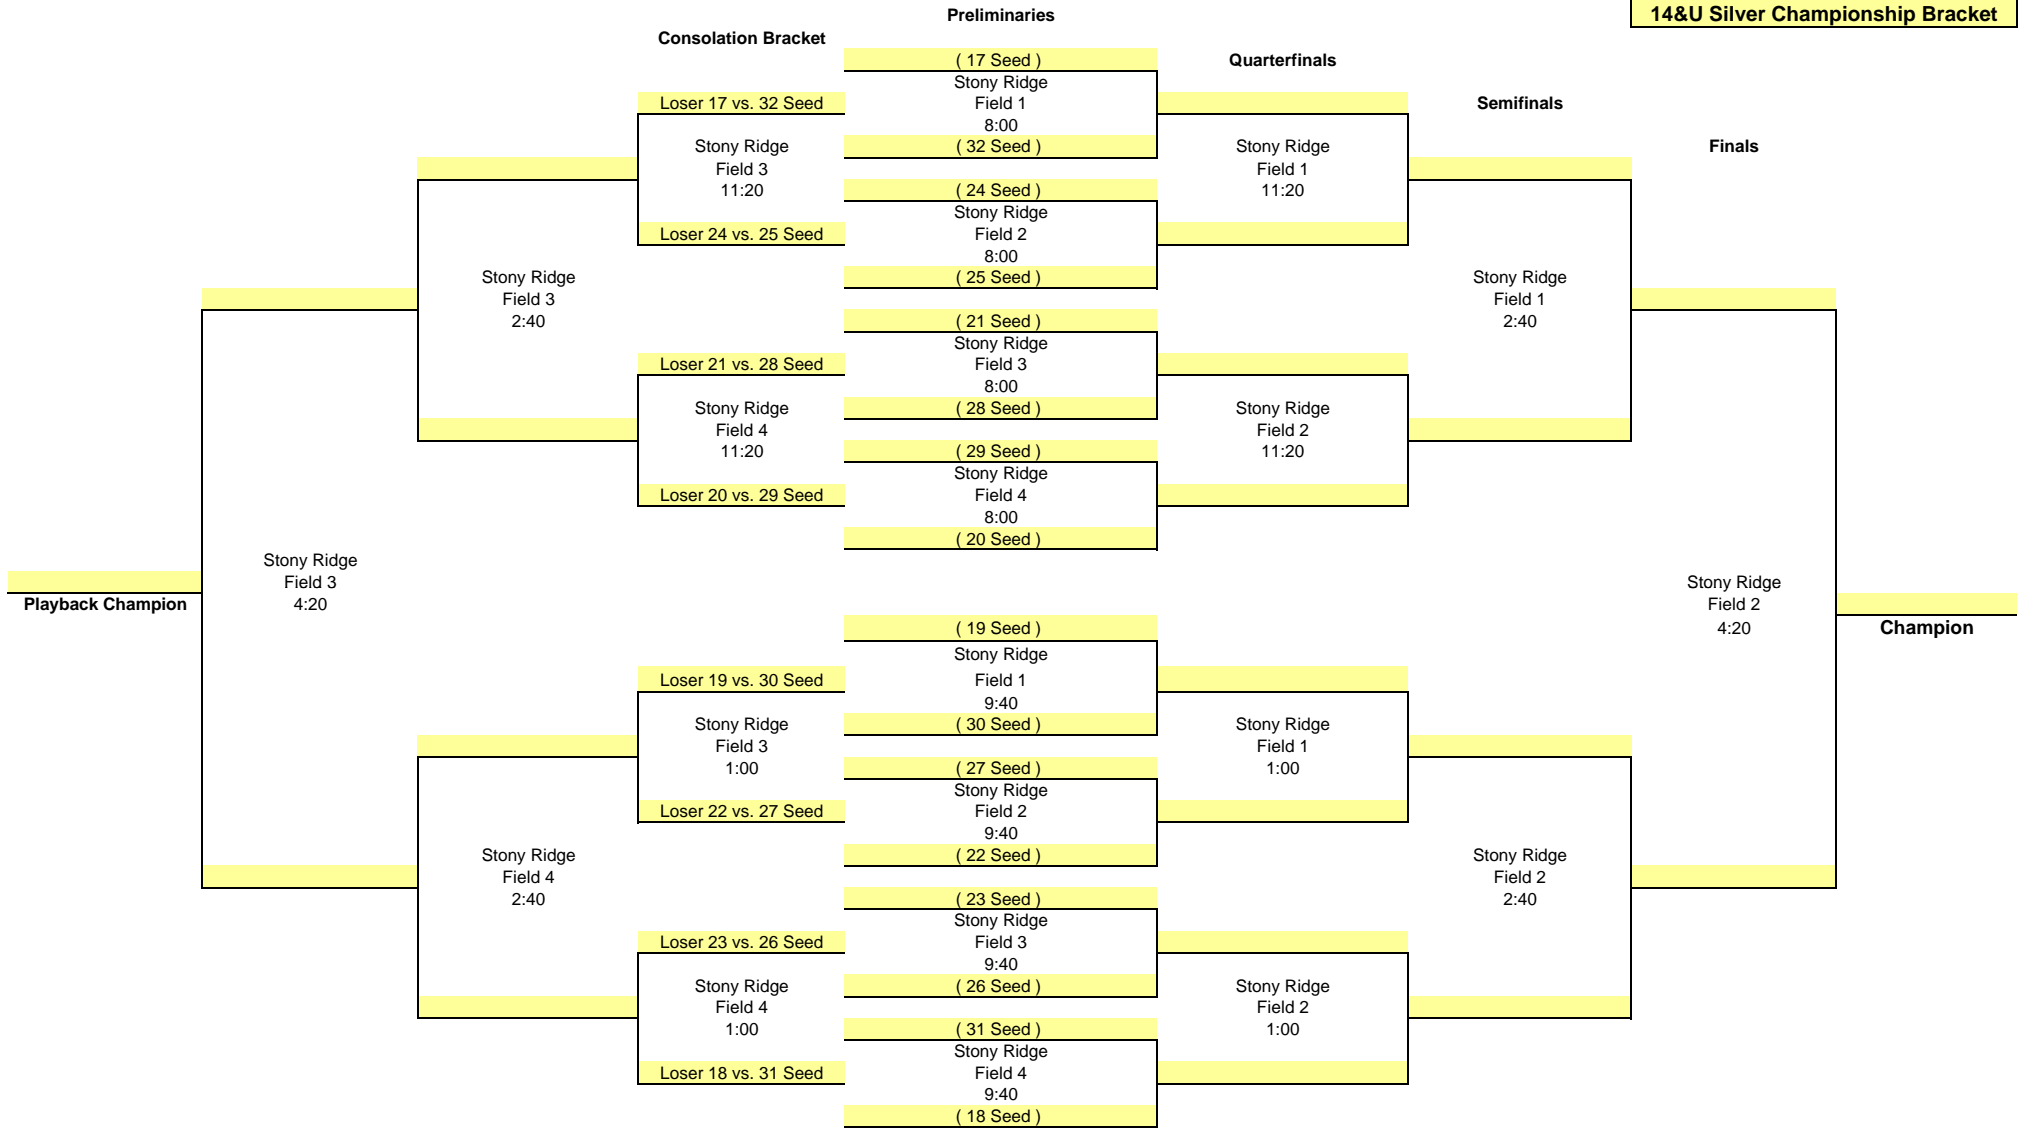 14&U Silver Championship Bracket
Preliminaries
Consolation Bracket
Quarterfinals
Semifinals
Finals
( 17 Seed )
Stony Ridge
Field 1
8:00
( 32 Seed )
( 24 Seed )
Stony Ridge
Field 2
8:00
( 25 Seed )
( 21 Seed )
Stony Ridge
Field 3
8:00
( 28 Seed )
( 29 Seed )
Stony Ridge
Field 4
8:00
( 20 Seed )
( 19 Seed )
Stony Ridge
Field 1
9:40
( 30 Seed )
( 27 Seed )
Stony Ridge
Field 2
9:40
( 22 Seed )
( 23 Seed )
Stony Ridge
Field 3
9:40
( 26 Seed )
( 31 Seed )
Stony Ridge
Field 4
9:40
( 18 Seed )
Loser 17 vs. 32 Seed
Stony Ridge
Field 3
11:20
Loser 24 vs. 25 Seed
Loser 21 vs. 28 Seed
Stony Ridge
Field 4
11:20
Loser 20 vs. 29 Seed
Loser 19 vs. 30 Seed
Stony Ridge
Field 3
1:00
Loser 22 vs. 27 Seed
Loser 23 vs. 26 Seed
Stony Ridge
Field 4
1:00
Loser 18 vs. 31 Seed
Stony Ridge
Field 3
2:40
Stony Ridge
Field 4
2:40
Stony Ridge
Field 3
4:20
Playback Champion
Stony Ridge
Field 1
11:20
Stony Ridge
Field 2
11:20
Stony Ridge
Field 1
1:00
Stony Ridge
Field 2
1:00
Stony Ridge
Field 1
2:40
Stony Ridge
Field 2
2:40
Stony Ridge
Field 2
4:20
Champion